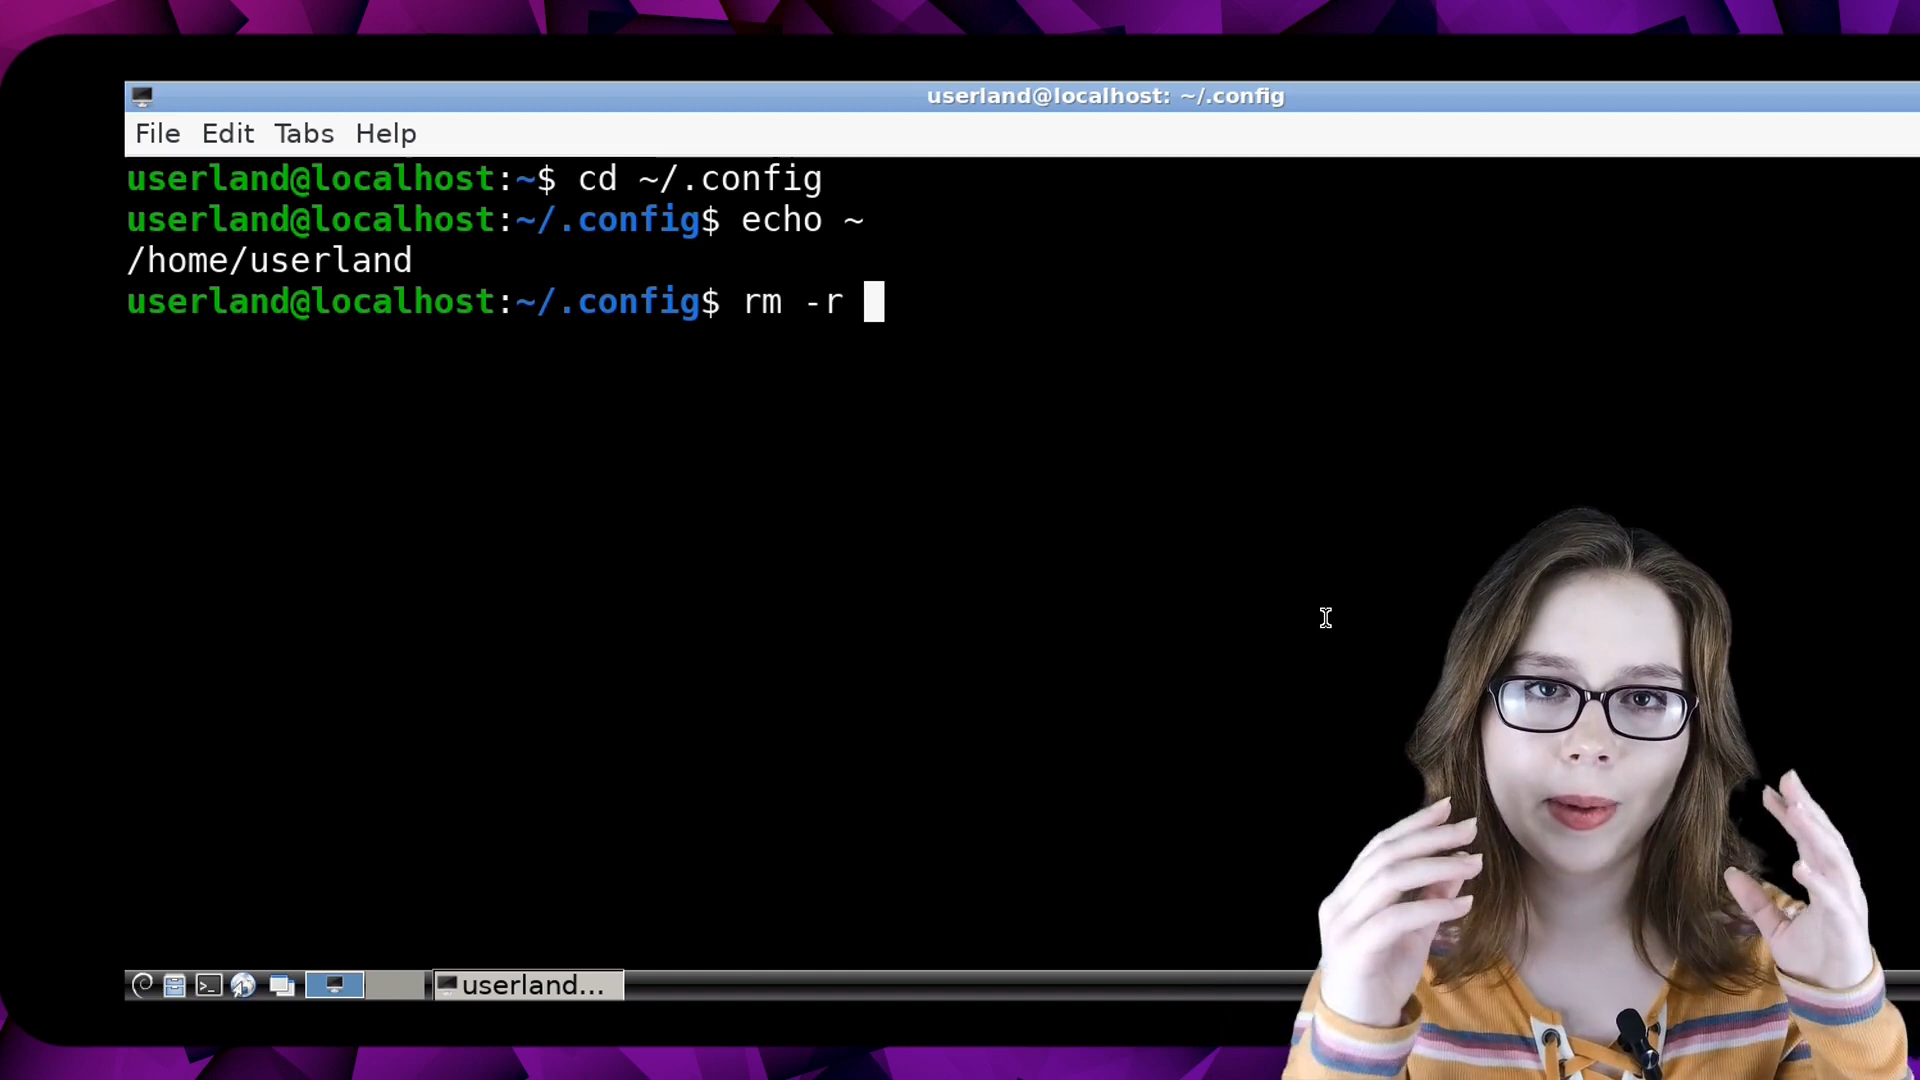 userland@localhost: ~/.config
File Edit Tabs Help
userland@localhost:~$ cd ~/.config
userland@localhost:~/.config$ echo ~
/home/userland
userland@localhost:~/.config$ rm -r
userland...